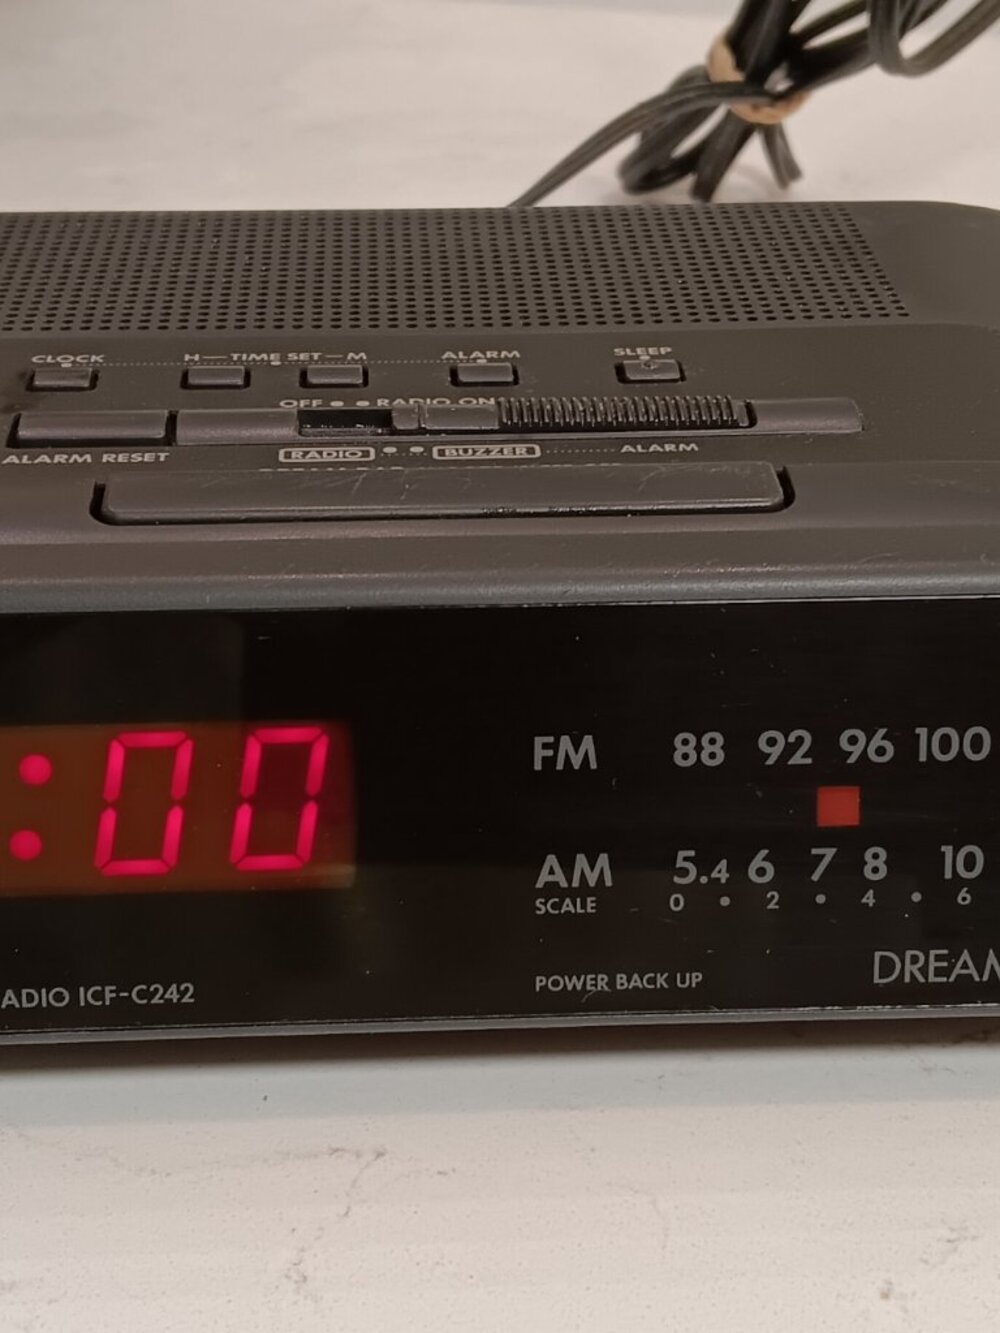 CLOCK H—TIME SET—M ALARM SLEEP
OFF RADIO ON
ALARM RESET RADIO BUZZER ALARM
:00
FM 88 92 96 100
AM 5.4 6 7 8 10
SCALE 0 • 2 • 4 • 6
ADIO ICF-C242
POWER BACK UP
DREAM